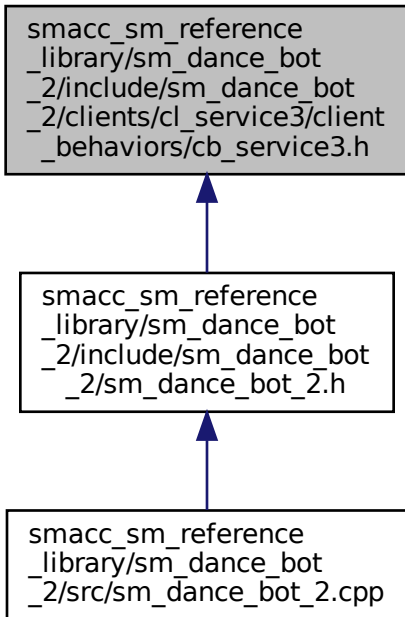 smacc_sm_reference
_library/sm_dance_bot
_2/include/sm_dance_bot
_2/clients/cl_service3/client
_behaviors/cb_service3.h
smacc_sm_reference
_library/sm_dance_bot
_2/include/sm_dance_bot
_2/sm_dance_bot_2.h
smacc_sm_reference
_library/sm_dance_bot
_2/src/sm_dance_bot_2.cpp